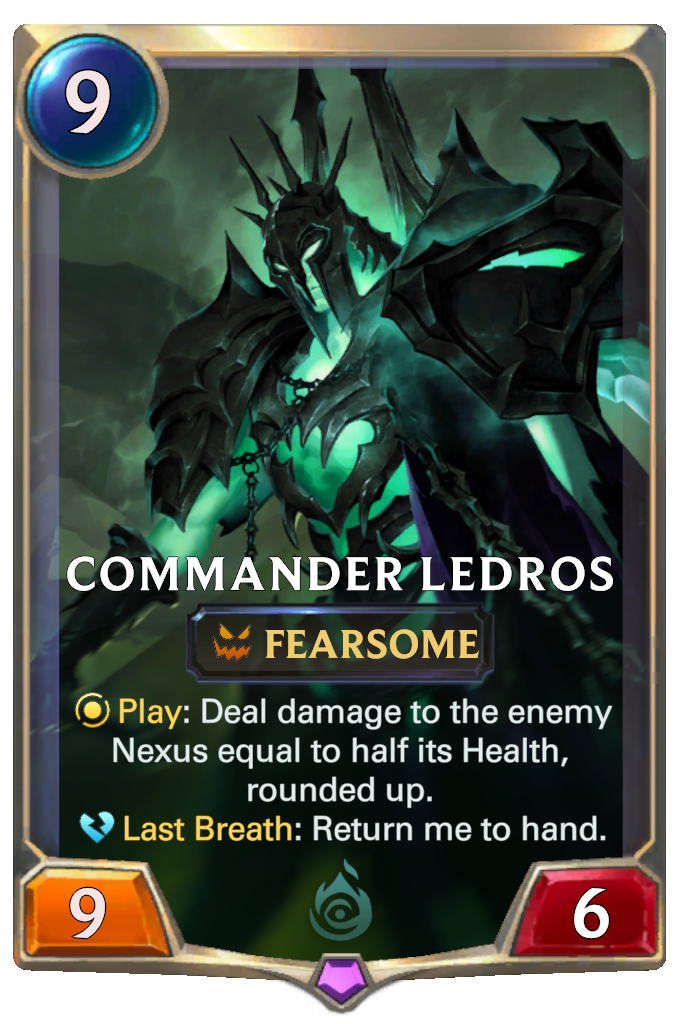 9
COMMANDER LEDROS
FEARSOME
Play: Deal damage to the enemy
Nexus equal to half its Health,
rounded up.
Last Breath: Return me to hand.
9
6